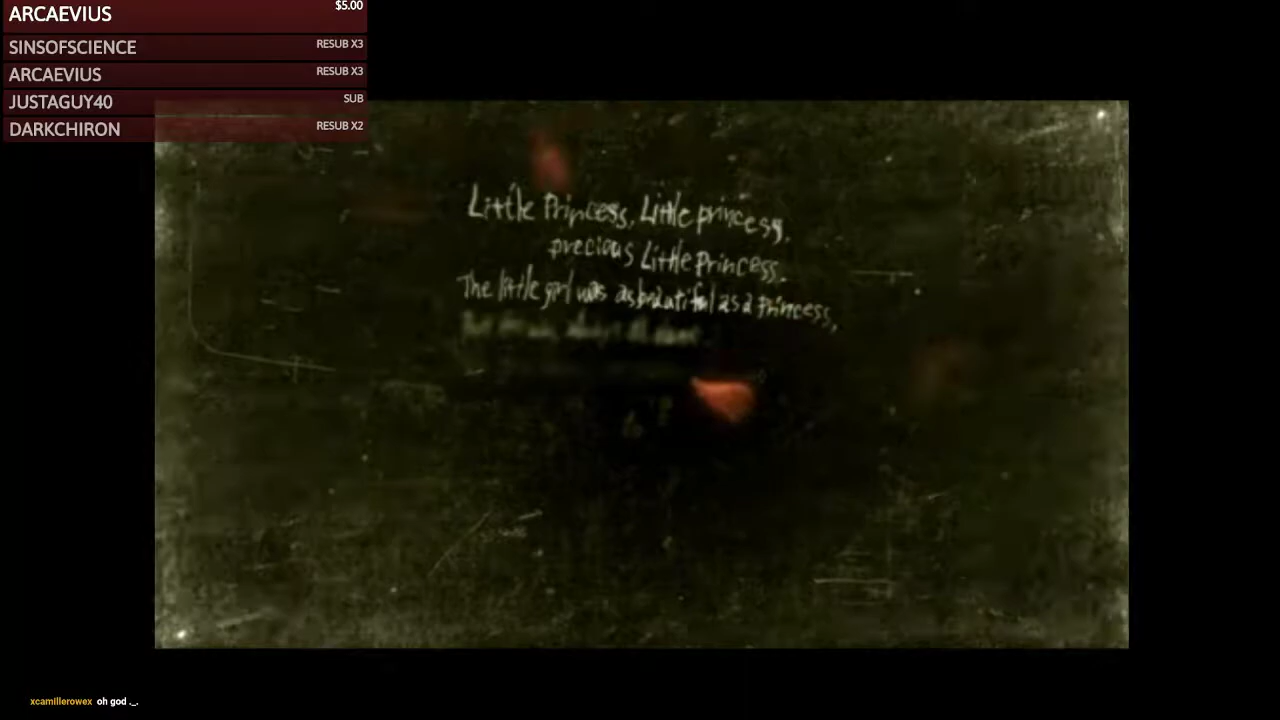 ARCAEVIUS $5.00
SINSOFSCIENCE RESUB X3
ARCAEVIUS RESUB X3
JUSTAGUY40 SUB
DARKCHIRON RESUB X2
Little Princess, Little princess,
precious Little Princess.
The little girl was as beautiful as a Princess,
xcamillerowex oh god ._.